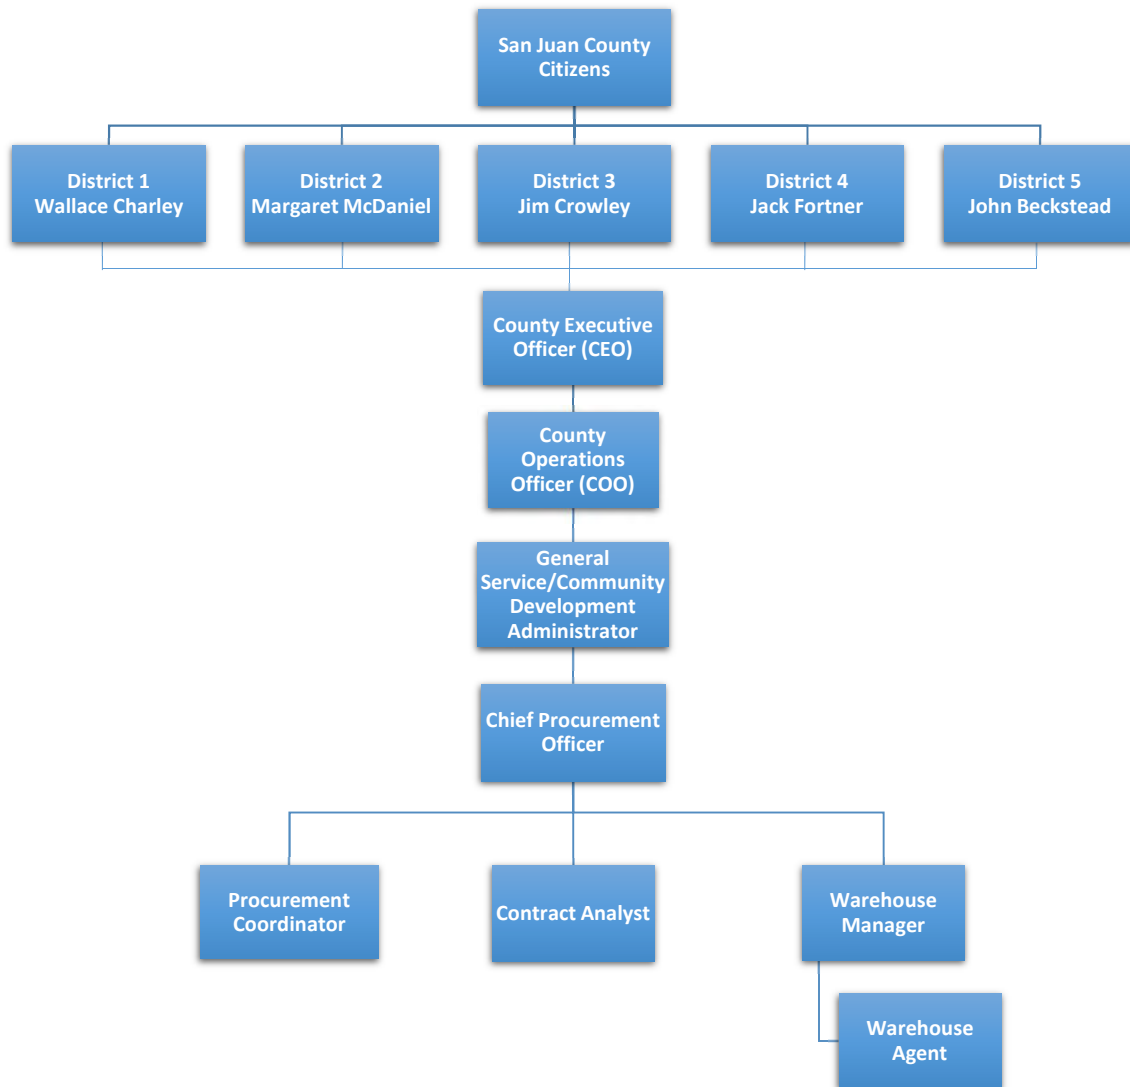 San Juan County
Citizens
District 1
Wallace Charley
District 2
Margaret McDaniel
District 3
Jim Crowley
District 4
Jack Fortner
District 5
John Beckstead
County Executive
Officer (CEO)
County
Operations
Officer (COO)
General
Service/Community
Development
Administrator
Chief Procurement
Officer
Procurement
Coordinator
Contract Analyst
Warehouse
Manager
Warehouse
Agent